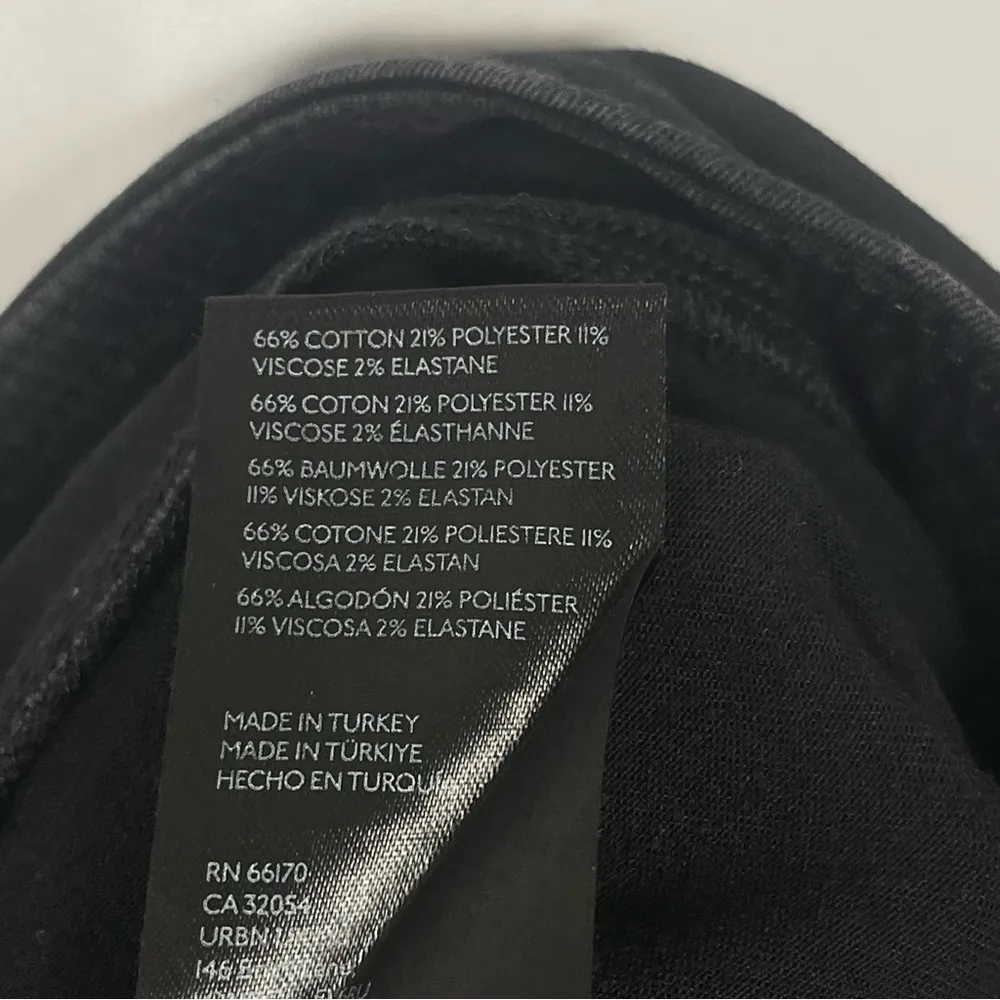 66% COTTON 21% POLYESTER 11%
VISCOSE 2% ELASTANE
66% COTON 21% POLYESTER 11%
VISCOSE 2% ÉLASTHANNE
66% BAUMWOLLE 21% POLYESTER
11% VISKOSE 2% ELASTAN
66% COTONE 21% POLIESTERE 11%
VISCOSA 2% ELASTAN
66% ALGODÓN 21% POLIÉSTER
11% VISCOSA 2% ELASTANE
MADE IN TURKEY
MADE IN TÜRKIYE
HECHO EN
RN 66170
CA 32054
URBN
146